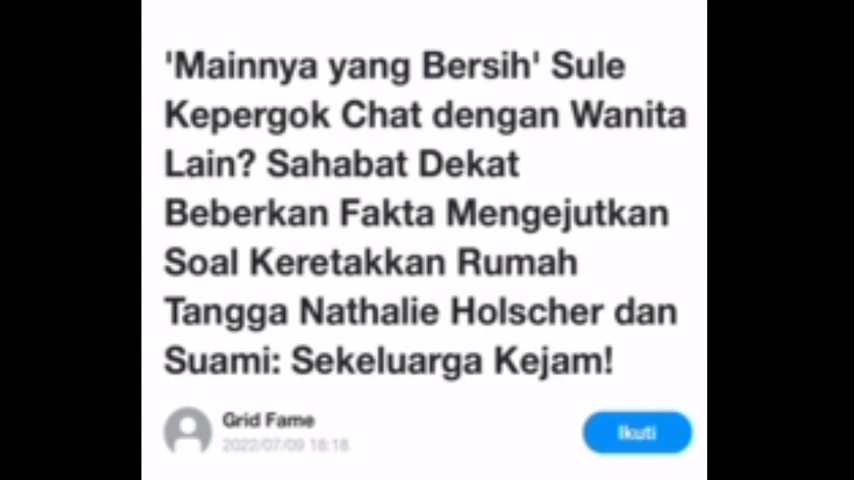 'Mainnya yang Bersih' Sule
Kepergok Chat dengan Wanita
Lain? Sahabat Dekat
Beberkan Fakta Mengejutkan
Soal Keretakkan Rumah
Tangga Nathalie Holscher dan
Suami: Sekeluarga Kejam!
Grid Fame
2022/07/09 18:18
Ikuti